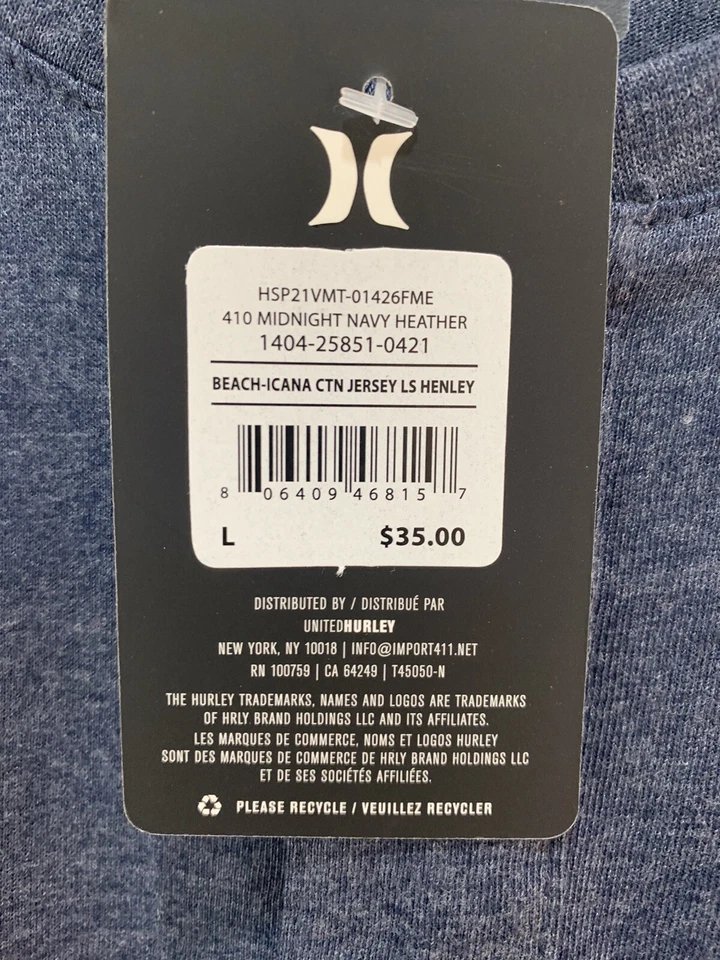 HSP21VMT-01426FME
410 MIDNIGHT NAVY HEATHER
1404-25851-0421
BEACH-ICANA CTN JERSEY LS HENLEY
8 06409 46815 7
L $35.00
DISTRIBUTED BY / DISTRIBUÉ PAR
UNITEDHURLEY
NEW YORK, NY 10018 | INFO@IMPORT411.NET
RN 100759 | CA 64249 | T45050-N
THE HURLEY TRADEMARKS, NAMES AND LOGOS ARE TRADEMARKS
OF HRLY BRAND HOLDINGS LLC AND ITS AFFILIATES.
LES MARQUES DE COMMERCE, NOMS ET LOGOS HURLEY
SONT DES MARQUES DE COMMERCE DE HRLY BRAND HOLDINGS LLC
ET DE SES SOCIÉTÉS AFFILIÉES.
PLEASE RECYCLE / VEUILLEZ RECYCLER